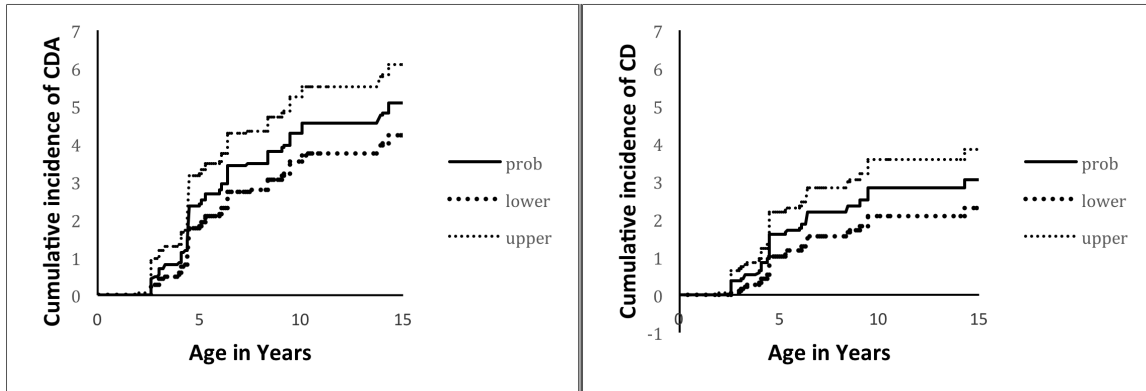 Cumulative incidence of CDA
7
6
5
4
3
2
1
0
0 5 10 15
Age in Years
prob
lower
upper
Cumulative incidence of CD
7
6
5
4
3
2
1
0
-1
0 5 10 15
Age in Years
prob
lower
upper